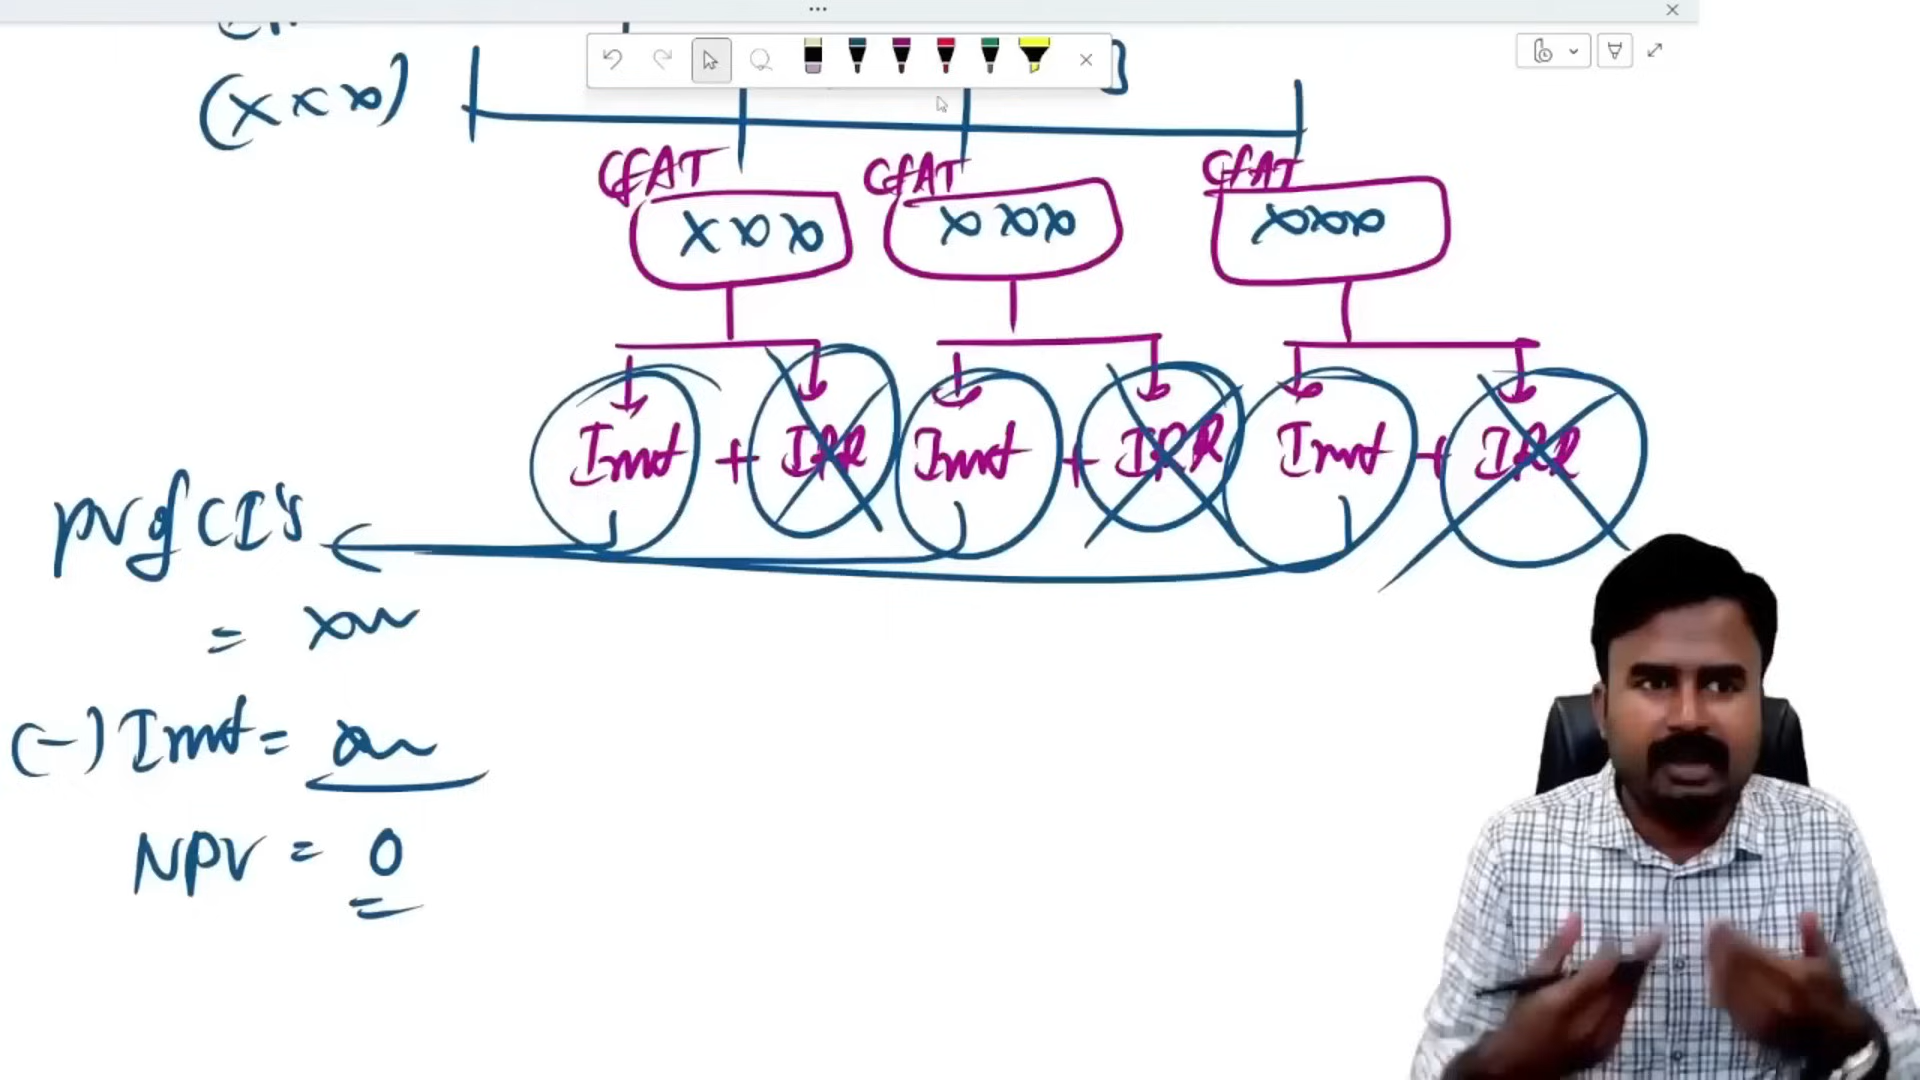 (xxx)
CFAT CFAT CFAT
xxx xxx xxx
Imt + IRR Imt + IRR Imt + IRR
PV of CI's
= xx
(-) Imt = xx
NPV = 0